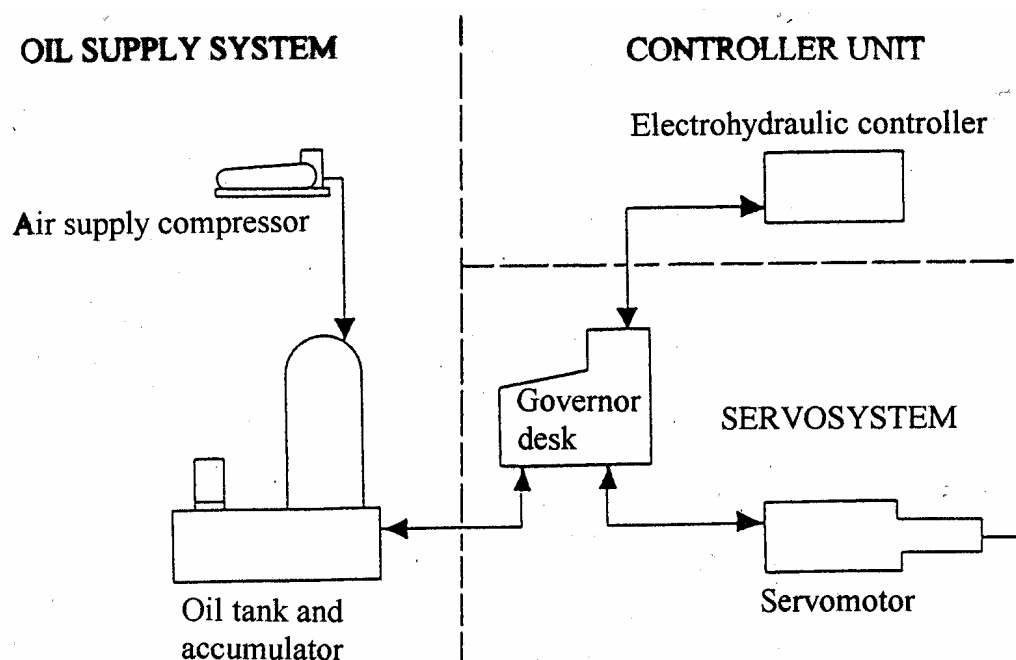 OIL SUPPLY SYSTEM
Air supply compressor
Oil tank and
accumulator
CONTROLLER UNIT
Electrohydraulic controller
Governor
desk
SERVOSYSTEM
Servomotor